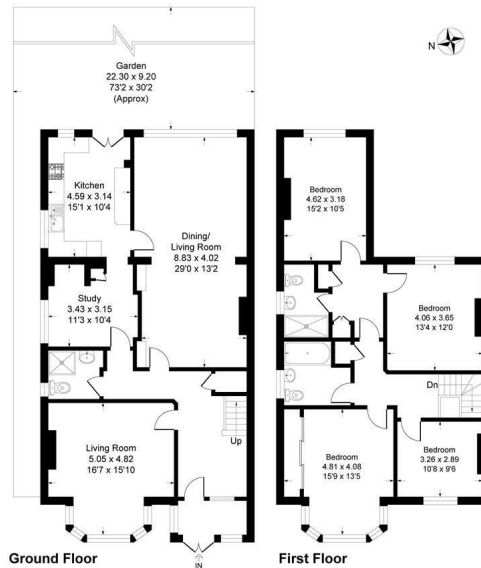 N
Garden
22.30 x 9.20
73'2 x 30'2
(Approx)
Kitchen
4.59 x 3.14
15'1 x 10'4
Dining/
Living Room
8.83 x 4.02
29'0 x 13'2
Study
3.43 x 3.15
11'3 x 10'4
Living Room
5.05 x 4.82
16'7 x 15'10
Up
IN
Ground Floor
Bedroom
4.62 x 3.18
15'2 x 10'5
Bedroom
4.06 x 3.65
13'4 x 12'0
Dn
Bedroom
4.81 x 4.08
15'9 x 13'5
Bedroom
3.26 x 2.89
10'8 x 9'6
First Floor